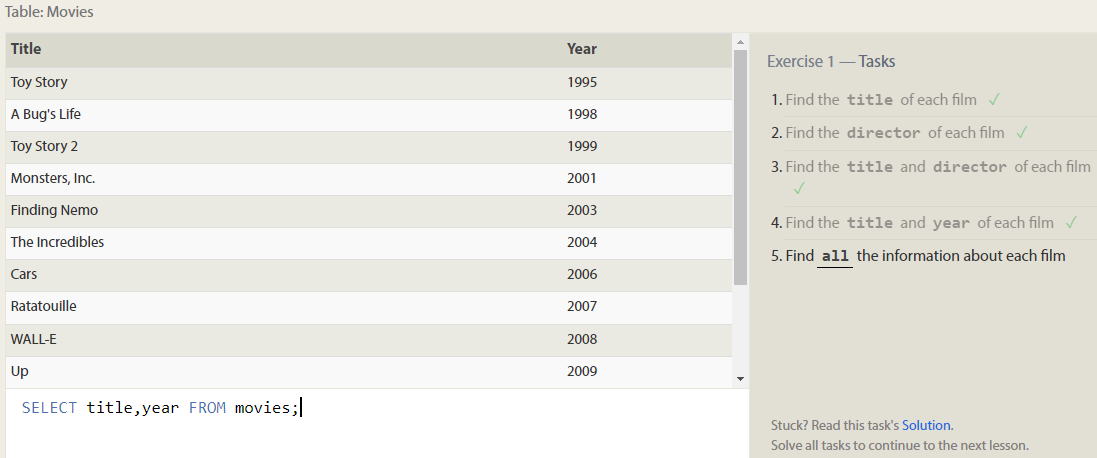 Table: Movies
Title Year
Toy Story 1995
A Bug's Life 1998
Toy Story 2 1999
Monsters, Inc. 2001
Finding Nemo 2003
The Incredibles 2004
Cars 2006
Ratatouille 2007
WALL-E 2008
Up 2009
SELECT title,year FROM movies;
Exercise 1 — Tasks
1. Find the title of each film ✓
2. Find the director of each film ✓
3. Find the title and director of each film
✓
4. Find the title and year of each film ✓
5. Find all the information about each film
Stuck? Read this task's Solution.
Solve all tasks to continue to the next lesson.